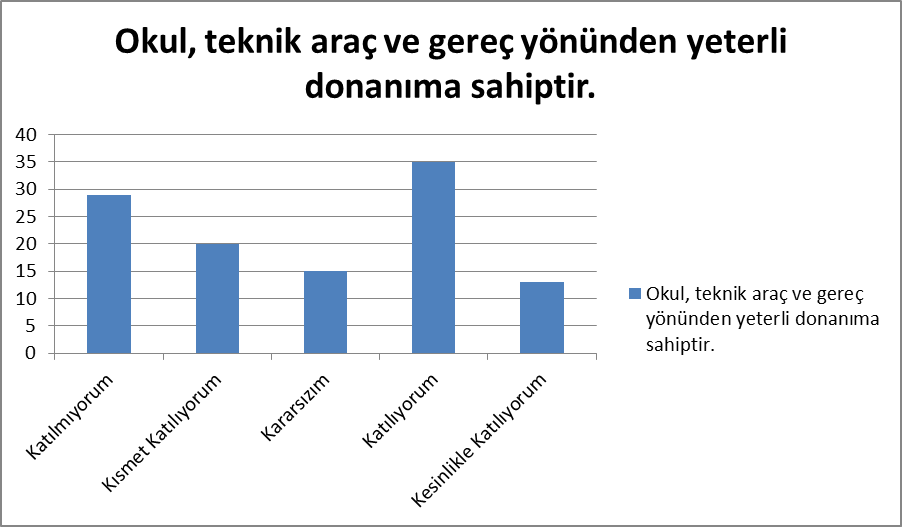 Okul, teknik araç ve gereç yönünden yeterli
donanıma sahiptir.
40
35
30
25
20
15
10
5
0
Katılmıyorum
Kısmet Katılıyorum
Kararsızım
Katılıyorum
Kesinlikle Katılıyorum
Okul, teknik araç ve gereç
yönünden yeterli donanıma
sahiptir.